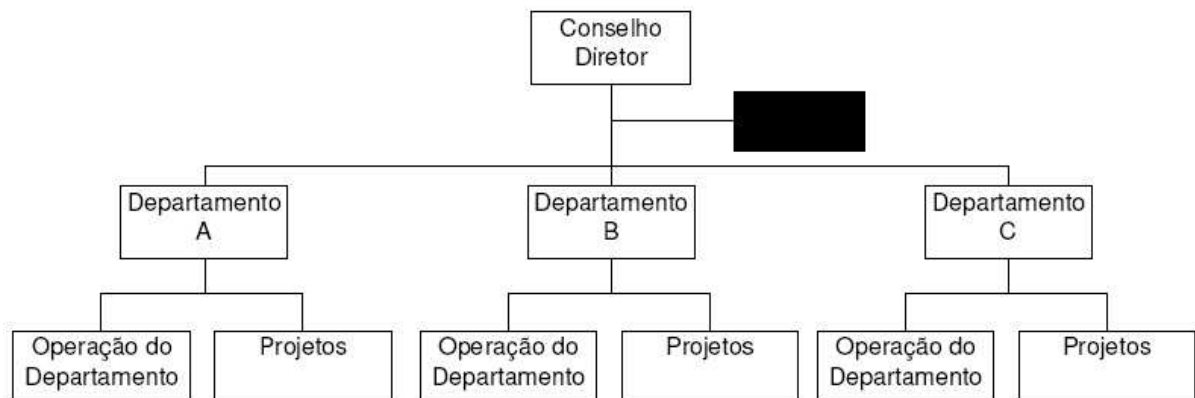 Conselho
Diretor
Departamento
A
Departamento
B
Departamento
C
Operação do
Departamento
Projetos
Operação do
Departamento
Projetos
Operação do
Departamento
Projetos